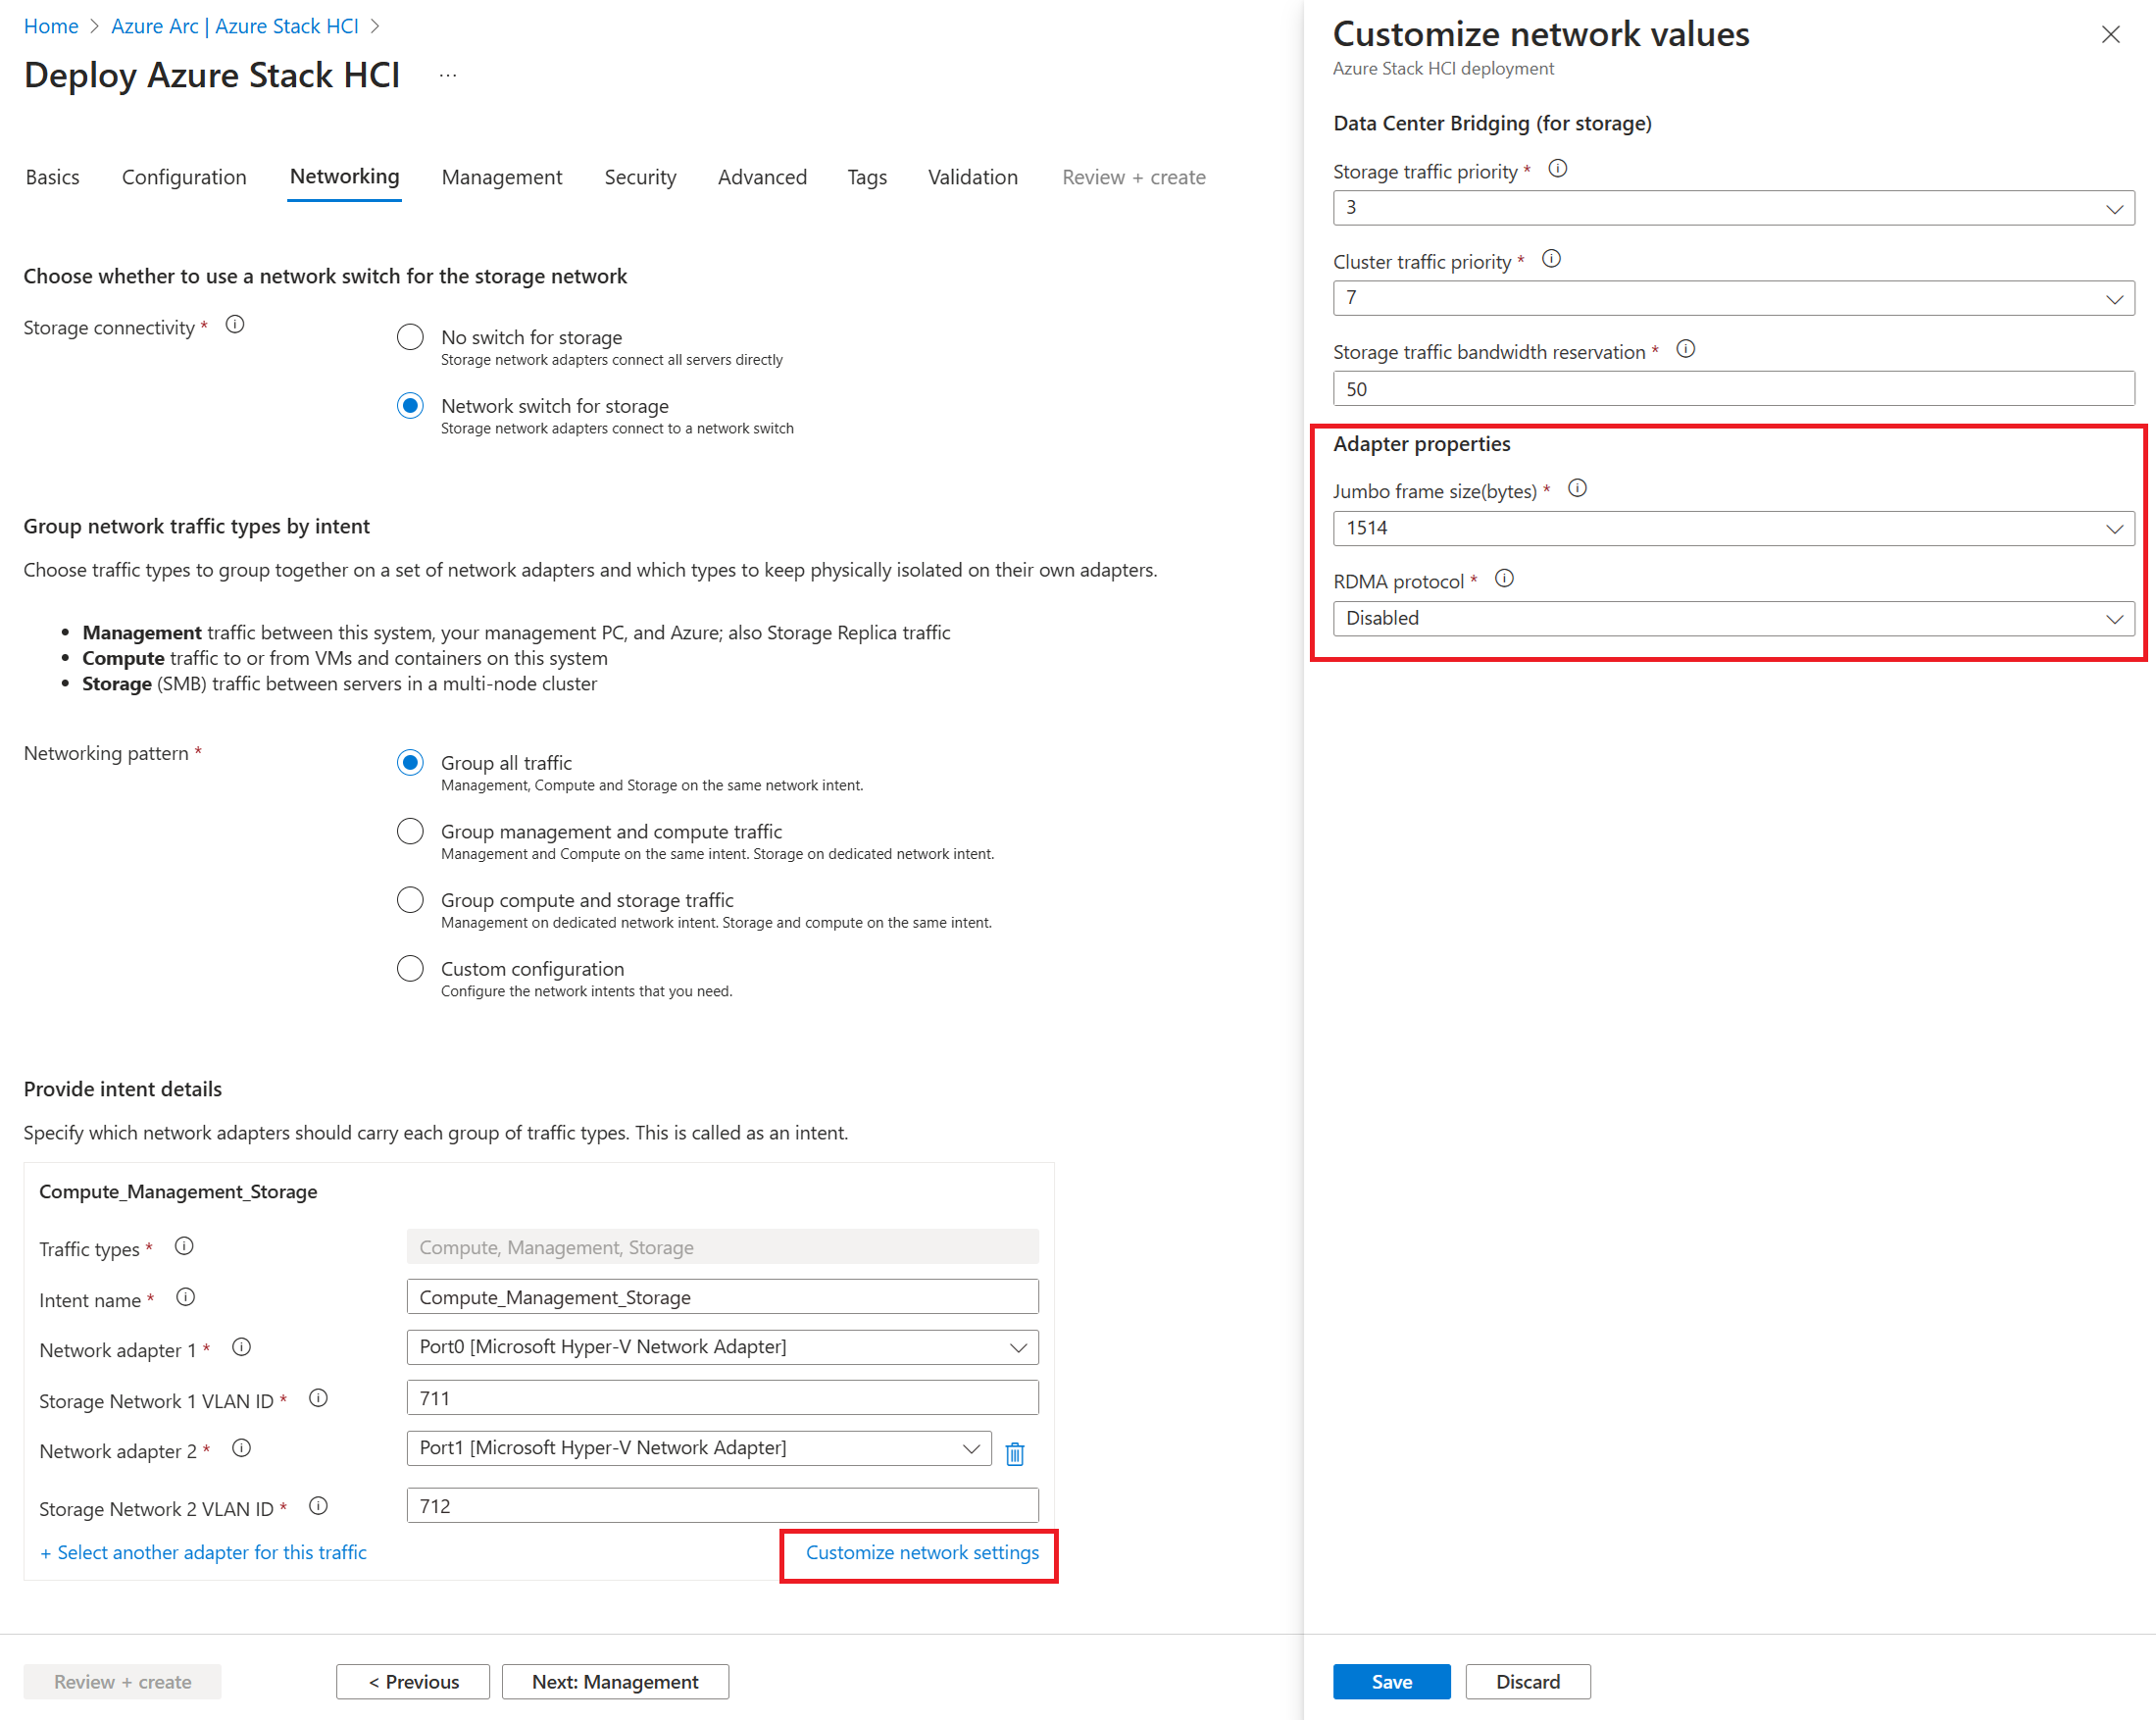 Home > Azure Arc | Azure Stack HCI >
Deploy Azure Stack HCI ...
Basics Configuration Networking Management Security Advanced Tags Validation Review + create
Choose whether to use a network switch for the storage network
Storage connectivity *
No switch for storage
Storage network adapters connect all servers directly
Network switch for storage
Storage network adapters connect to a network switch
Group network traffic types by intent
Choose traffic types to group together on a set of network adapters and which types to keep physically isolated on their own adapters.
• Management traffic between this system, your management PC, and Azure; also Storage Replica traffic
• Compute traffic to or from VMs and containers on this system
• Storage (SMB) traffic between servers in a multi-node cluster
Networking pattern *
Group all traffic
Management, Compute and Storage on the same network intent.
Group management and compute traffic
Management and Compute on the same intent. Storage on dedicated network intent.
Group compute and storage traffic
Management on dedicated network intent. Storage and compute on the same intent.
Custom configuration
Configure the network intents that you need.
Provide intent details
Specify which network adapters should carry each group of traffic types. This is called as an intent.
Compute_Management_Storage
Traffic types * Compute, Management, Storage
Intent name * Compute_Management_Storage
Network adapter 1 * Port0 [Microsoft Hyper-V Network Adapter]
Storage Network 1 VLAN ID * 711
Network adapter 2 * Port1 [Microsoft Hyper-V Network Adapter]
Storage Network 2 VLAN ID * 712
+ Select another adapter for this traffic Customize network settings
Review + create < Previous Next: Management
Customize network values
Azure Stack HCI deployment
Data Center Bridging (for storage)
Storage traffic priority *
3
Cluster traffic priority *
7
Storage traffic bandwidth reservation *
50
Adapter properties
Jumbo frame size(bytes) *
1514
RDMA protocol *
Disabled
Save Discard